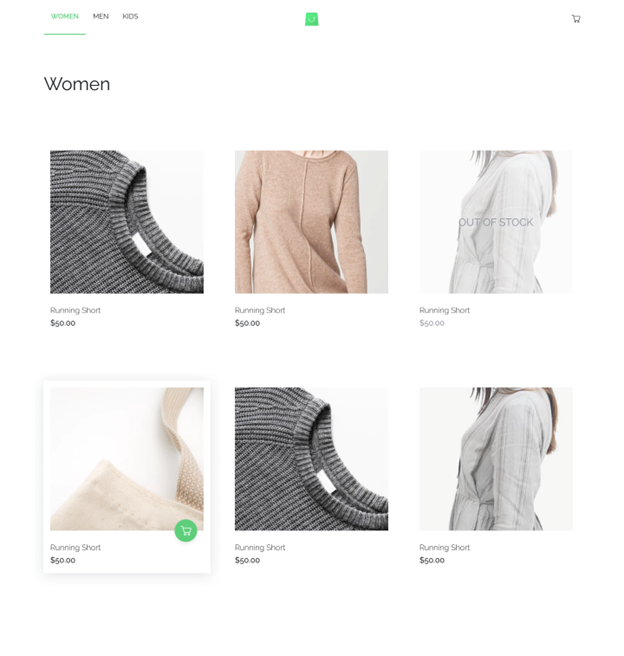 WOMEN MEN KIDS
Women
OUT OF STOCK
Running Short
$50.00
Running Short
$50.00
Running Short
$50.00
Running Short
$50.00
Running Short
$50.00
Running Short
$50.00